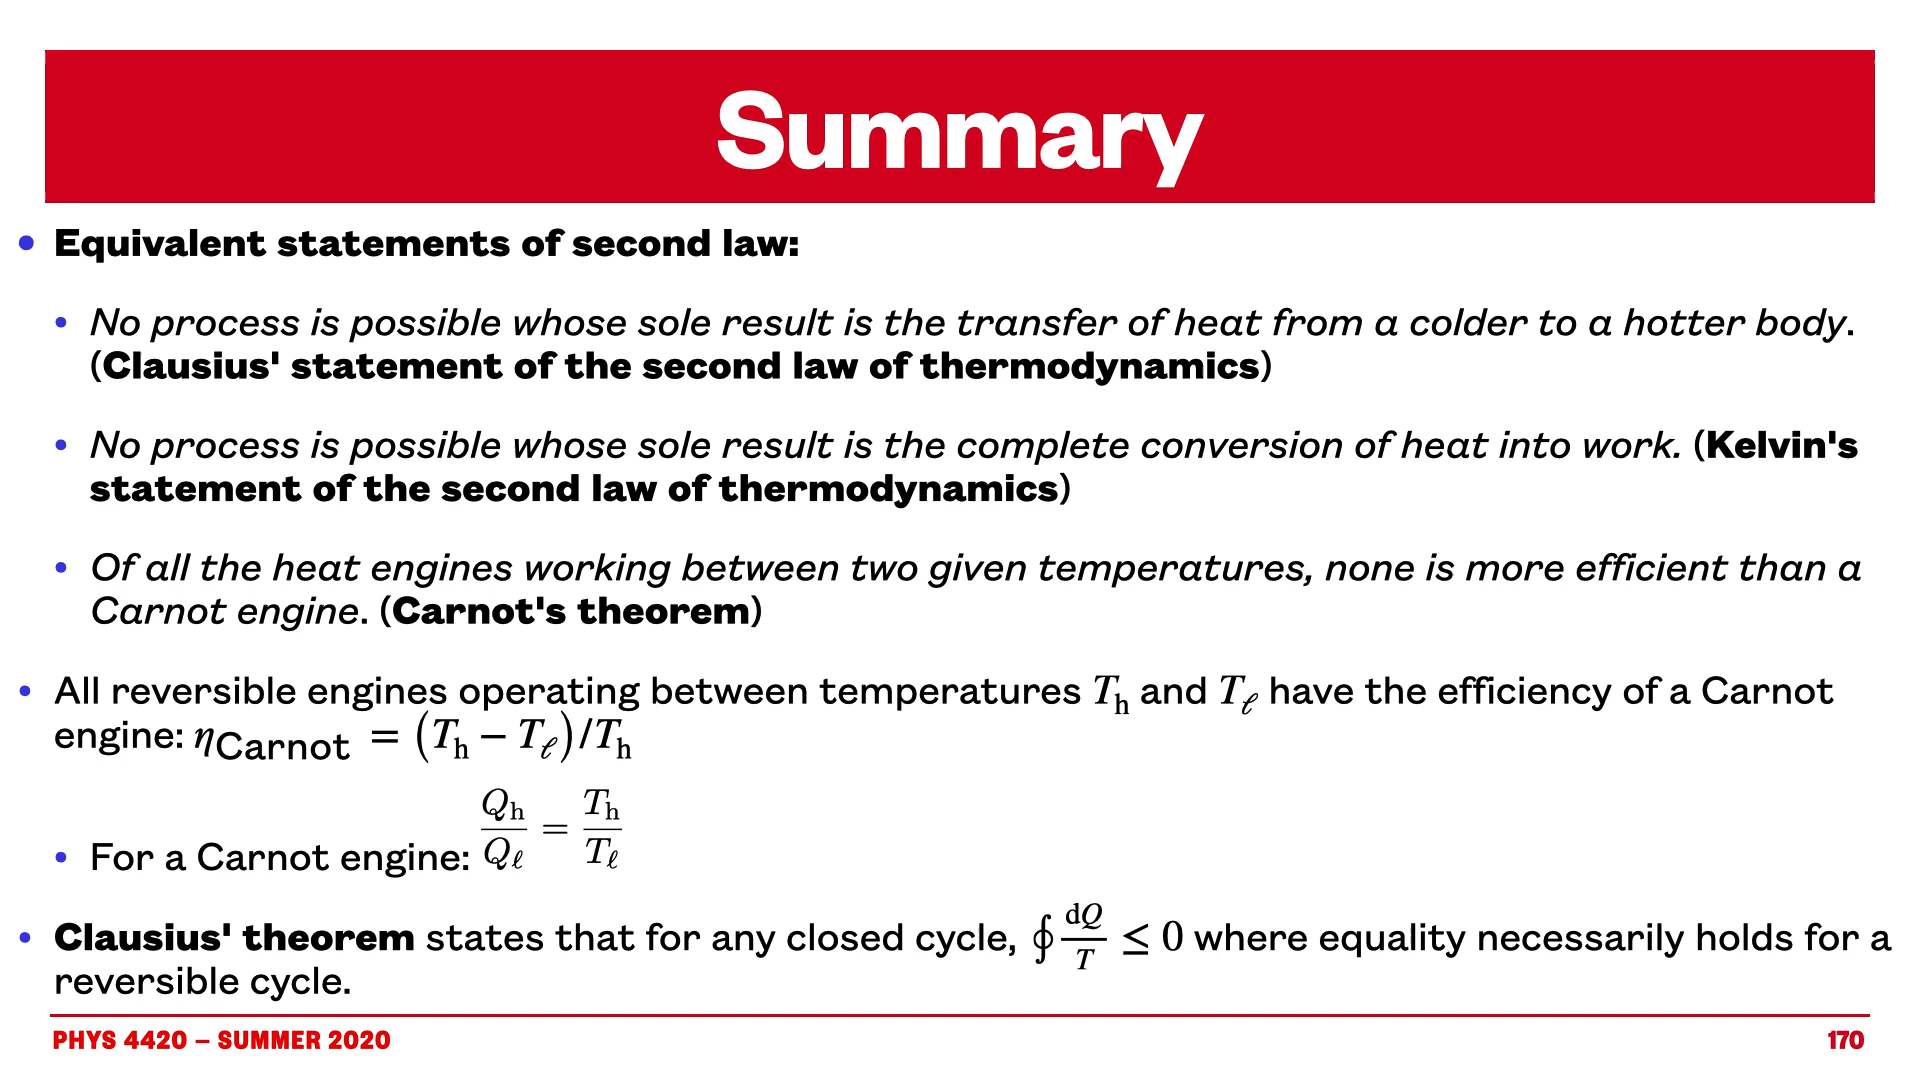 Summary
• Equivalent statements of second law:
• No process is possible whose sole result is the transfer of heat from a colder to a hotter body.
(Clausius' statement of the second law of thermodynamics)
• No process is possible whose sole result is the complete conversion of heat into work. (Kelvin's
statement of the second law of thermodynamics)
• Of all the heat engines working between two given temperatures, none is more efficient than a
Carnot engine. (Carnot's theorem)
• All reversible engines operating between temperatures T_h and T_ℓ have the efficiency of a Carnot
engine: η_Carnot = (T_h − T_ℓ)/T_h
• For a Carnot engine: Q_h/Q_ℓ = T_h/T_ℓ
• Clausius' theorem states that for any closed cycle, ∮ dQ/T ≤ 0 where equality necessarily holds for a
reversible cycle.
PHYS 4420 – SUMMER 2020
170